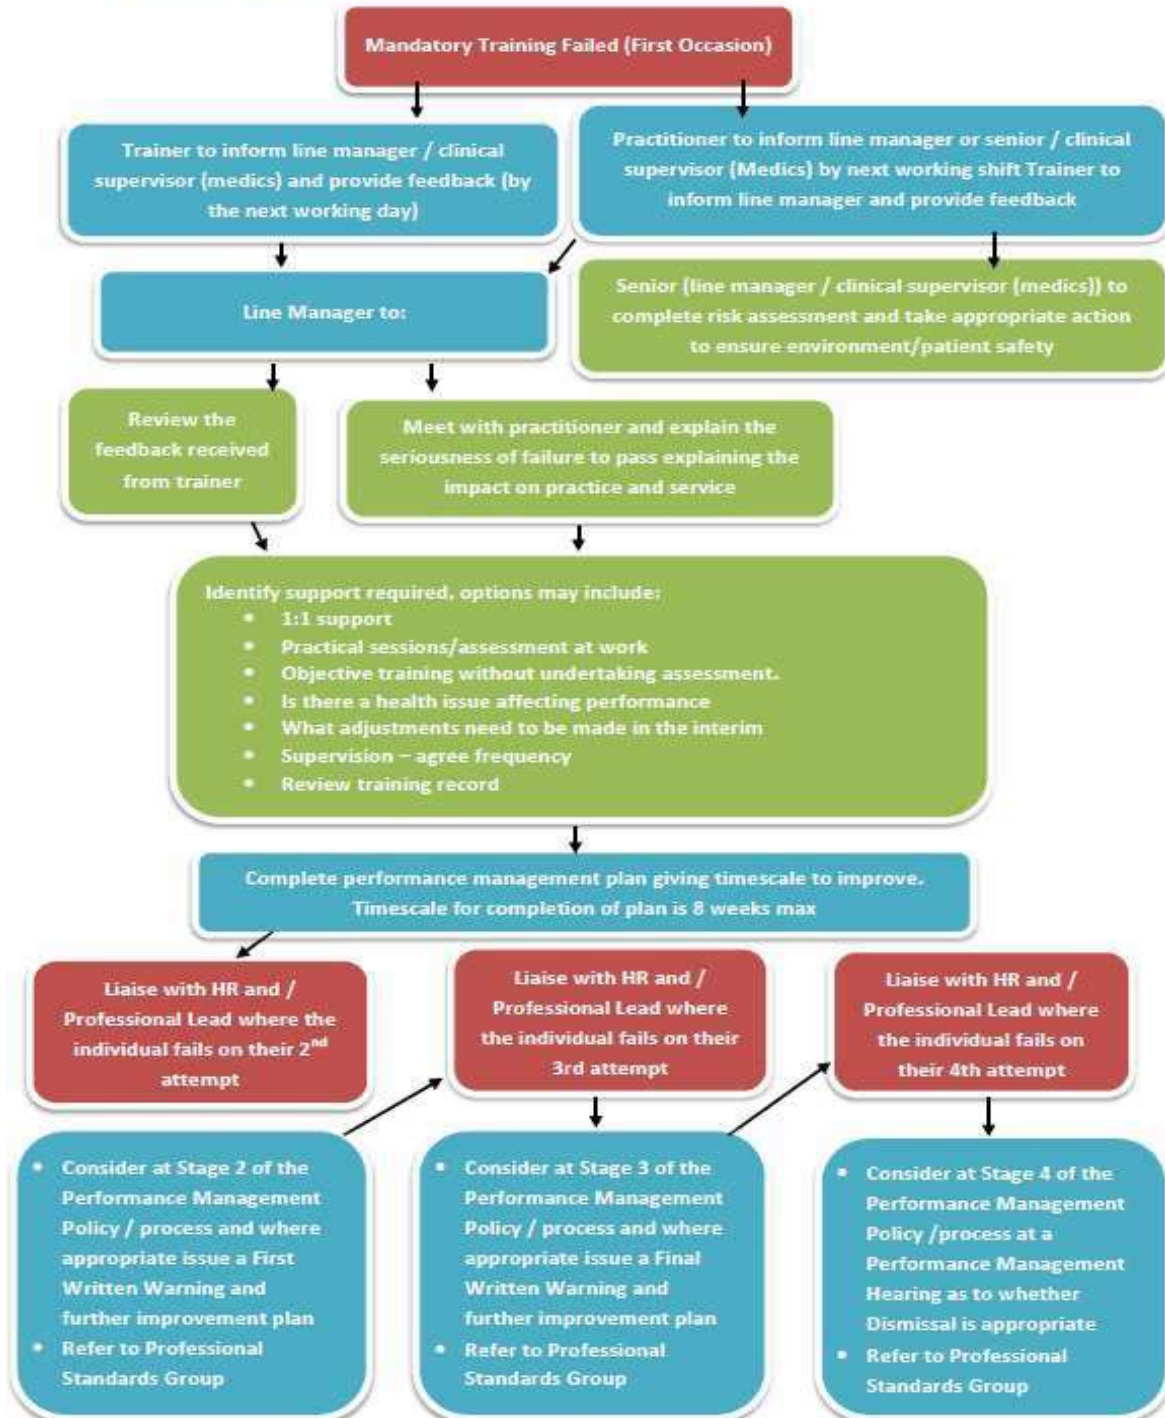 Mandatory Training Failed (First Occasion)
Trainer to inform line manager / clinical
supervisor (medics) and provide feedback (by
the next working day)
Practitioner to inform line manager or senior / clinical
supervisor (Medics) by next working shift Trainer to
inform line manager and provide feedback
Line Manager to:
Senior (line manager / clinical supervisor (medics)) to
complete risk assessment and take appropriate action
to ensure environment/patient safety
Review the
feedback received
from trainer
Meet with practitioner and explain the
seriousness of failure to pass explaining the
impact on practice and service
Identify support required, options may include:
• 1:1 support
• Practical sessions/assessment at work
• Objective training without undertaking assessment.
• Is there a health issue affecting performance
• What adjustments need to be made in the interim
• Supervision – agree frequency
• Review training record
Complete performance management plan giving timescale to improve.
Timescale for completion of plan is 8 weeks max
Liaise with HR and /
Professional Lead where the
individual fails on their 2nd
attempt
Liaise with HR and /
Professional Lead where
the individual fails on their
3rd attempt
Liaise with HR and /
Professional Lead where
the individual fails on
their 4th attempt
• Consider at Stage 2 of the
Performance Management
Policy / process and where
appropriate issue a First
Written Warning and
further improvement plan
• Refer to Professional
Standards Group
• Consider at Stage 3 of the
Performance Management
Policy / process and where
appropriate issue a Final
Written Warning and
further improvement plan
• Refer to Professional
Standards Group
• Consider at Stage 4 of the
Performance Management
Policy /process at a
Performance Management
Hearing as to whether
Dismissal is appropriate
• Refer to Professional
Standards Group